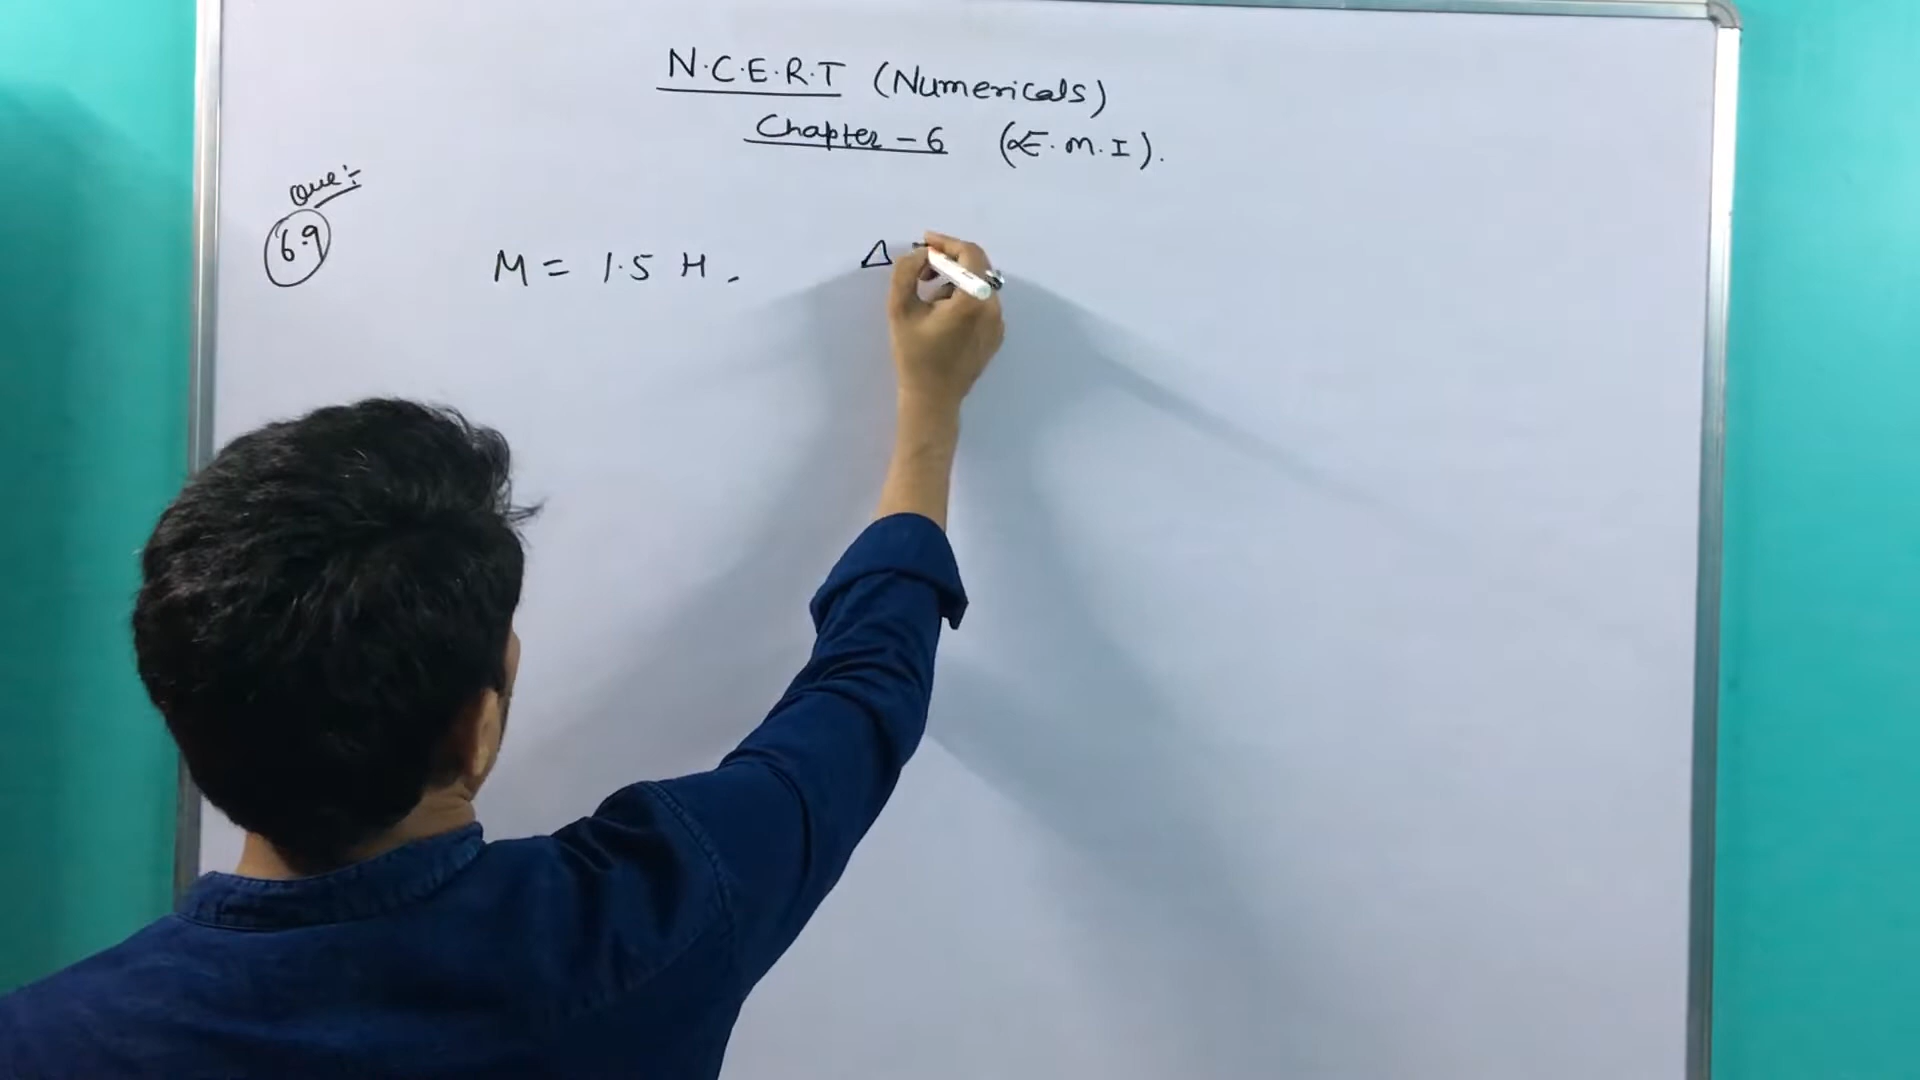 N.C.E.R.T (Numericals)
Chapter - 6 (E.M.I).
Que:-
6.9
M = 1.5 H. Δ